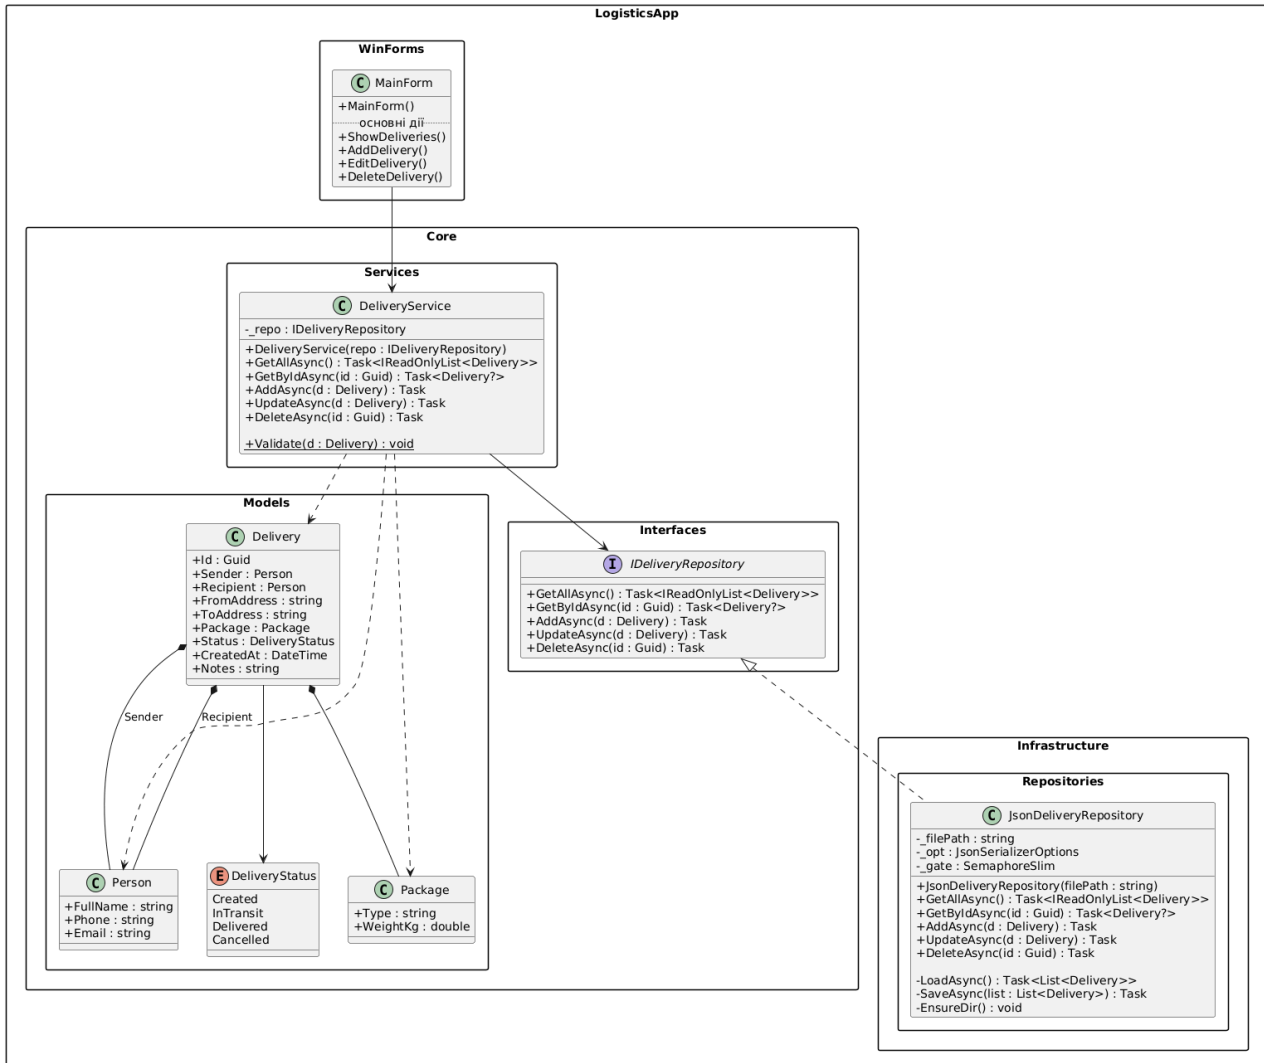 LogisticsApp
WinForms
C MainForm
+MainForm()
основні дії
+ShowDeliveries()
+AddDelivery()
+EditDelivery()
+DeleteDelivery()
Core
Services
C DeliveryService
-_repo : IDeliveryRepository
+DeliveryService(repo : IDeliveryRepository)
+GetAllAsync() : Task<IReadOnlyList<Delivery>>
+GetByIdAsync(id : Guid) : Task<Delivery?>
+AddAsync(d : Delivery) : Task
+UpdateAsync(d : Delivery) : Task
+DeleteAsync(id : Guid) : Task
+Validate(d : Delivery) : void
Models
C Delivery
+Id : Guid
+Sender : Person
+Recipient : Person
+FromAddress : string
+ToAddress : string
+Package : Package
+Status : DeliveryStatus
+CreatedAt : DateTime
+Notes : string
Interfaces
I IDeliveryRepository
+GetAllAsync() : Task<IReadOnlyList<Delivery>>
+GetByIdAsync(id : Guid) : Task<Delivery?>
+AddAsync(d : Delivery) : Task
+UpdateAsync(d : Delivery) : Task
+DeleteAsync(id : Guid) : Task
Sender
Recipient
C Person
+FullName : string
+Phone : string
+Email : string
E DeliveryStatus
Created
InTransit
Delivered
Cancelled
C Package
+Type : string
+WeightKg : double
Infrastructure
Repositories
C JsonDeliveryRepository
-_filePath : string
-_opt : JsonSerializerOptions
-_gate : SemaphoreSlim
+JsonDeliveryRepository(filePath : string)
+GetAllAsync() : Task<IReadOnlyList<Delivery>>
+GetByIdAsync(id : Guid) : Task<Delivery?>
+AddAsync(d : Delivery) : Task
+UpdateAsync(d : Delivery) : Task
+DeleteAsync(id : Guid) : Task
-LoadAsync() : Task<List<Delivery>>
-SaveAsync(list : List<Delivery>) : Task
-EnsureDir() : void